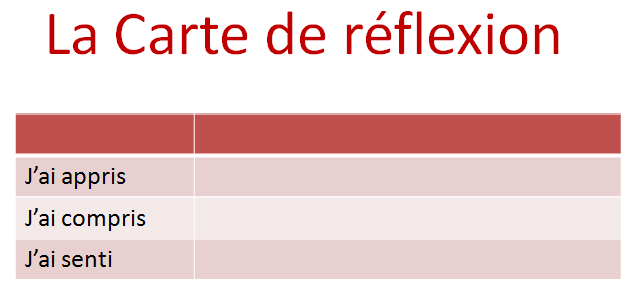 La Carte de réflexion
J'ai appris
J'ai compris
J'ai senti